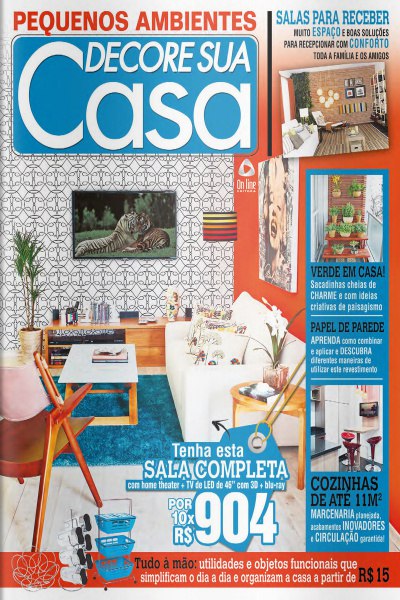 PEQUENOS AMBIENTES
DECORE SUA
Casa
On line
EDITORA
SALAS PARA RECEBER
MUITO ESPAÇO E BOAS SOLUÇÕES
PARA RECEPCIONAR COM CONFORTO
TODA A FAMÍLIA E OS AMIGOS
VERDE EM CASA!
Sacadinhas cheias de
CHARME e com ideias
criativas de paisagismo
PAPEL DE PAREDE
APRENDA como combinar
e aplicar e DESCUBRA
diferentes maneiras de
utilizar este revestimento
COZINHAS
DE ATÉ 11M²
MARCENARIA planejada,
acabamentos INOVADORES
e CIRCULAÇÃO garantida!
Tenha esta
SALA COMPLETA
com home theater + TV de LED de 46" com 3D + blu-ray
POR
10x
R$ 904
Tudo à mão: utilidades e objetos funcionais que
simplificam o dia a dia e organizam a casa a partir de R$ 15